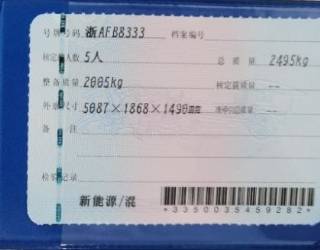 号牌号码 浙AFB8333 档案编号
核定载人数 5人 总质量 2495kg
整备质量 2005kg 核定载质量 --
外廓尺寸 5087×1868×1490mm 准牵引总质量 --
备注
检验记录
新能源/混
*3350035459282*